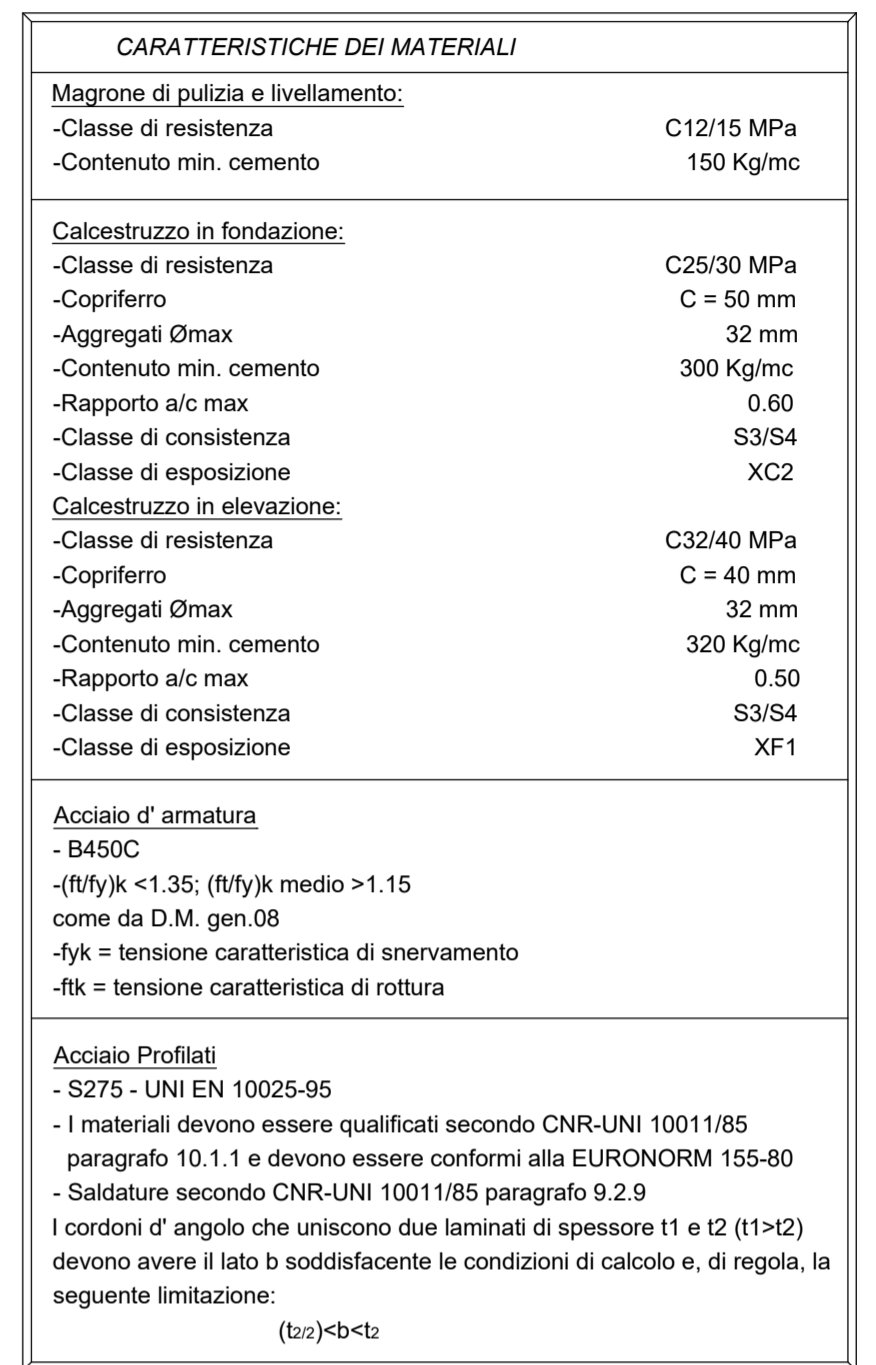 CARATTERISTICHE DEI MATERIALI
Magrone di pulizia e livellamento:
-Classe di resistenza C12/15 MPa
-Contenuto min. cemento 150 Kg/mc
Calcestruzzo in fondazione:
-Classe di resistenza C25/30 MPa
-Copriferro C = 50 mm
-Aggregati Ømax 32 mm
-Contenuto min. cemento 300 Kg/mc
-Rapporto a/c max 0.60
-Classe di consistenza S3/S4
-Classe di esposizione XC2
Calcestruzzo in elevazione:
-Classe di resistenza C32/40 MPa
-Copriferro C = 40 mm
-Aggregati Ømax 32 mm
-Contenuto min. cemento 320 Kg/mc
-Rapporto a/c max 0.50
-Classe di consistenza S3/S4
-Classe di esposizione XF1
Acciaio d' armatura
- B450C
-(ft/fy)k <1.35; (ft/fy)k medio >1.15
come da D.M. gen.08
-fyk = tensione caratteristica di snervamento
-ftk = tensione caratteristica di rottura
Acciaio Profilati
- S275 - UNI EN 10025-95
- I materiali devono essere qualificati secondo CNR-UNI 10011/85
paragrafo 10.1.1 e devono essere conformi alla EURONORM 155-80
- Saldature secondo CNR-UNI 10011/85 paragrafo 9.2.9
I cordoni d' angolo che uniscono due laminati di spessore t1 e t2 (t1>t2)
devono avere il lato b soddisfacente le condizioni di calcolo e, di regola, la
seguente limitazione:
(t2/2)<b<t2